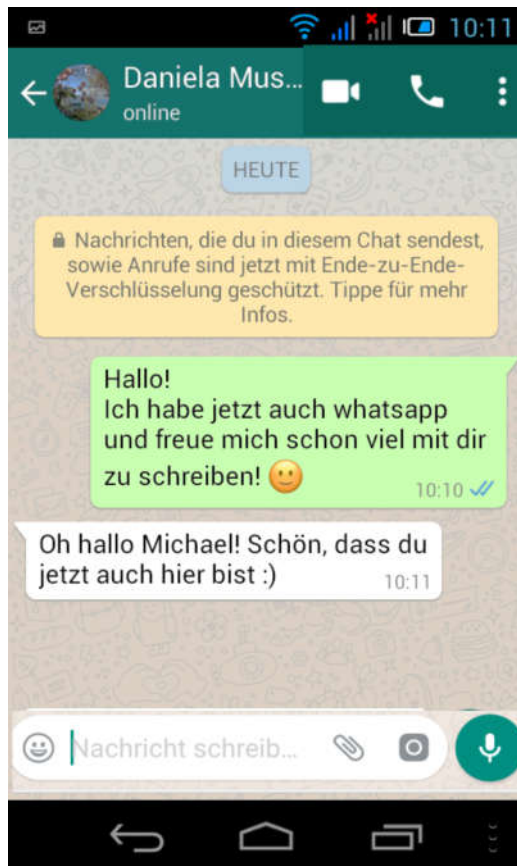 10:11
Daniela Mus...
online
HEUTE
Nachrichten, die du in diesem Chat sendest,
sowie Anrufe sind jetzt mit Ende-zu-Ende-
Verschlüsselung geschützt. Tippe für mehr
Infos.
Hallo!
Ich habe jetzt auch whatsapp
und freue mich schon viel mit dir
zu schreiben! 🙂
10:10
Oh hallo Michael! Schön, dass du
jetzt auch hier bist :)
10:11
Nachricht schreib...